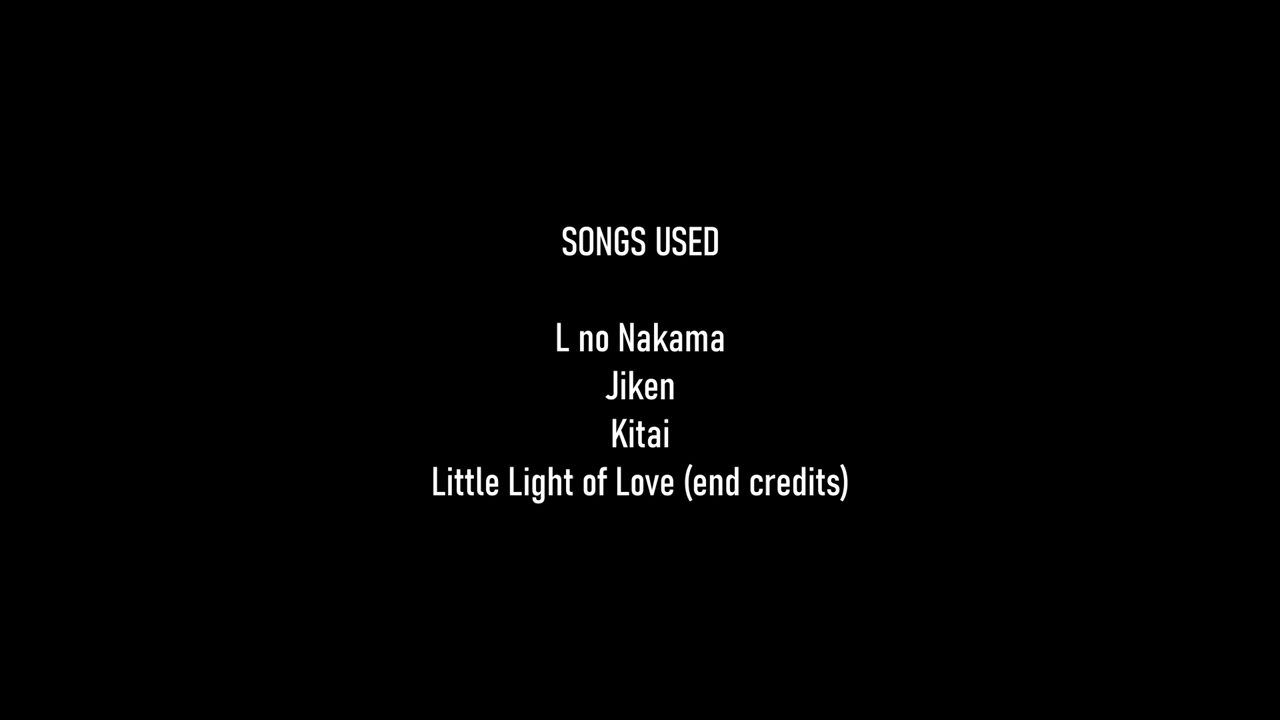 SONGS USED
L no Nakama
Jiken
Kitai
Little Light of Love (end credits)